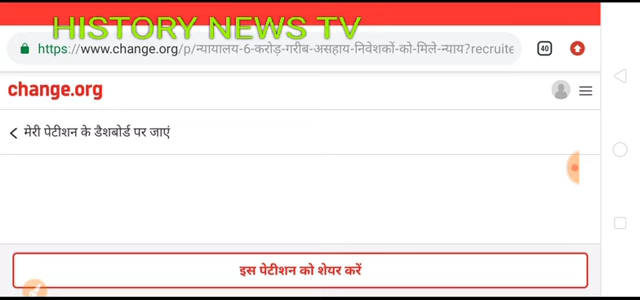 HISTORY NEWS TV
https://www.change.org/p/न्यायालय-6-करोड़-गरीब-असहाय-निवेशकों-को-मिले-न्याय?recruite
40
change.org
मेरी पेटीशन के डैशबोर्ड पर जाएं
इस पेटीशन को शेयर करें